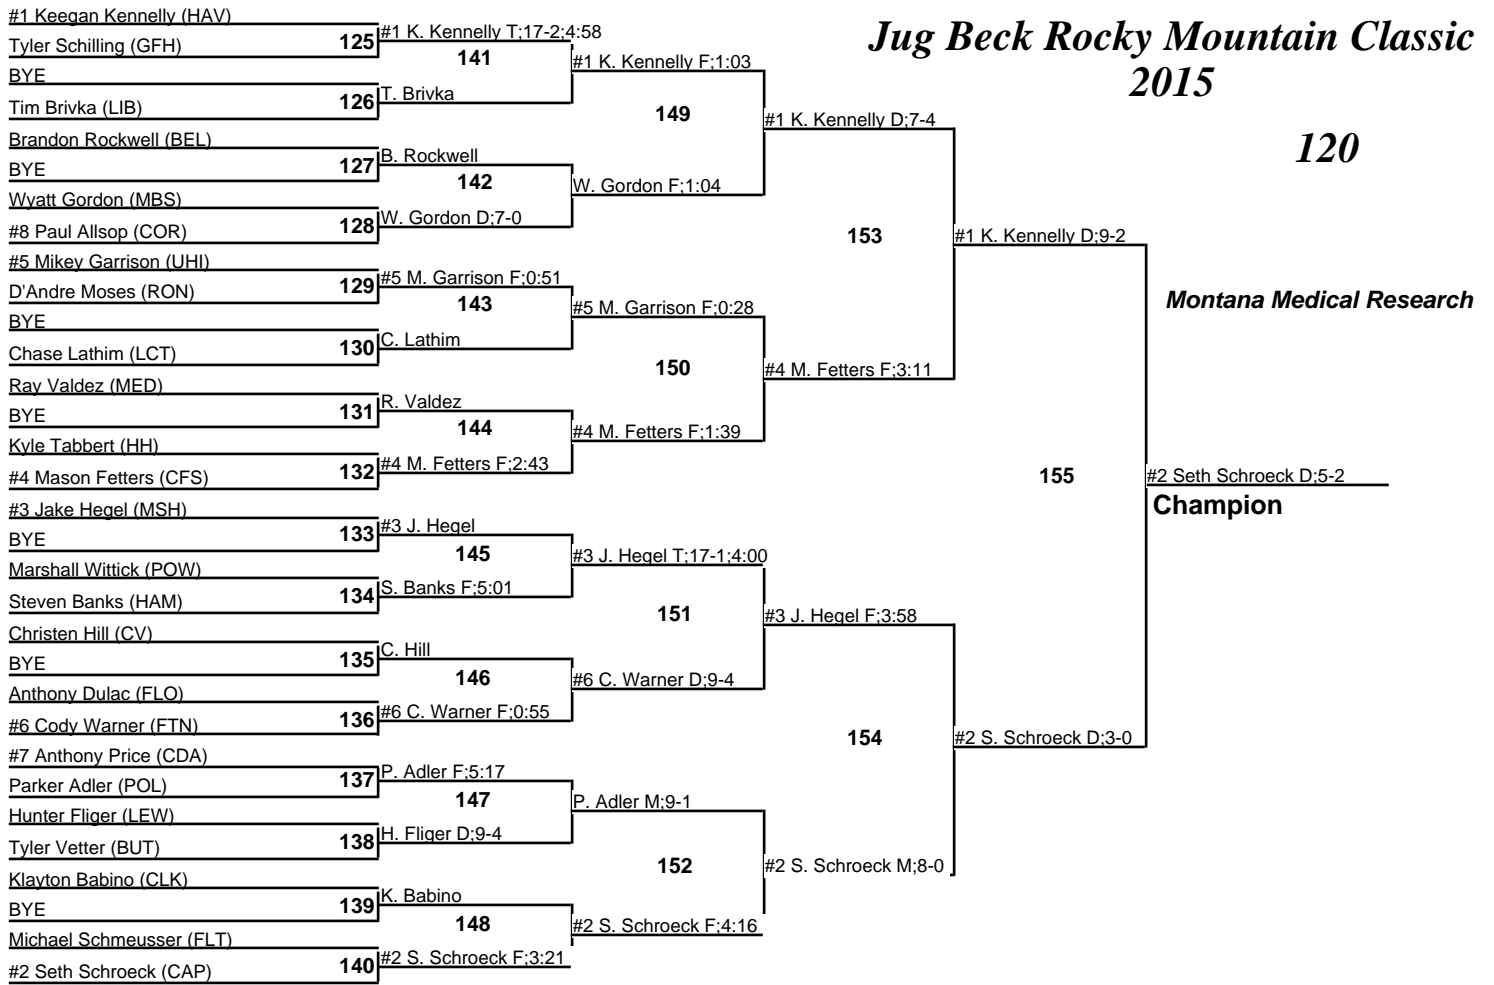 Jug Beck Rocky Mountain Classic
2015
120
Montana Medical Research
#1 Keegan Kennelly (HAV)
Tyler Schilling (GFH)
BYE
Tim Brivka (LIB)
Brandon Rockwell (BEL)
BYE
Wyatt Gordon (MBS)
#8 Paul Allsop (COR)
#5 Mikey Garrison (UHI)
D'Andre Moses (RON)
BYE
Chase Lathim (LCT)
Ray Valdez (MED)
BYE
Kyle Tabbert (HH)
#4 Mason Fetters (CFS)
#3 Jake Hegel (MSH)
BYE
Marshall Wittick (POW)
Steven Banks (HAM)
Christen Hill (CV)
BYE
Anthony Dulac (FLO)
#6 Cody Warner (FTN)
#7 Anthony Price (CDA)
Parker Adler (POL)
Hunter Fliger (LEW)
Tyler Vetter (BUT)
Klayton Babino (CLK)
BYE
Michael Schmeusser (FLT)
#2 Seth Schroeck (CAP)
125
126
127
128
129
130
131
132
133
134
135
136
137
138
139
140
#1 K. Kennelly T;17-2;4:58
141
T. Brivka
B. Rockwell
142
W. Gordon D;7-0
#5 M. Garrison F;0:51
143
C. Lathim
R. Valdez
144
#4 M. Fetters F;2:43
#3 J. Hegel
145
S. Banks F;5:01
C. Hill
146
#6 C. Warner F;0:55
P. Adler F;5:17
147
H. Fliger D;9-4
K. Babino
148
#2 S. Schroeck F;3:21
#1 K. Kennelly F;1:03
149
W. Gordon F;1:04
#5 M. Garrison F;0:28
150
#4 M. Fetters F;1:39
#3 J. Hegel T;17-1;4:00
151
#6 C. Warner D;9-4
P. Adler M;9-1
152
#2 S. Schroeck F;4:16
#1 K. Kennelly D;7-4
153
#4 M. Fetters F;3:11
#3 J. Hegel F;3:58
154
#2 S. Schroeck M;8-0
#1 K. Kennelly D;9-2
155
#2 S. Schroeck D;3-0
#2 Seth Schroeck D;5-2
Champion